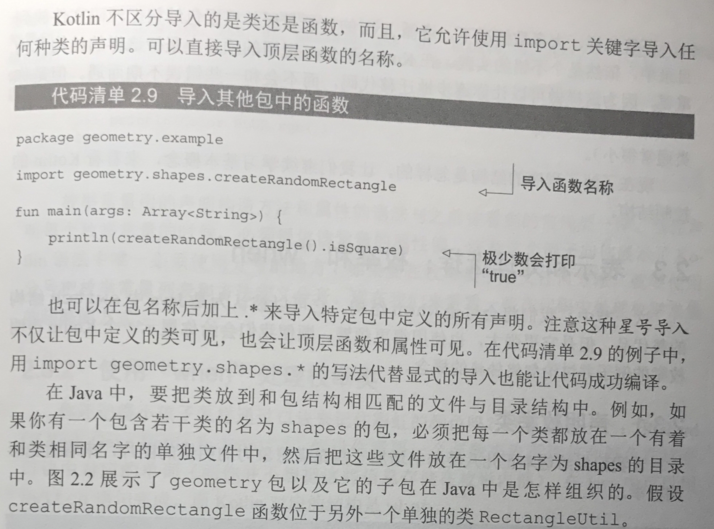 Kotlin 不区分导入的是类还是函数，而且，它允许使用 import 关键字导入任
何种类的声明。可以直接导入顶层函数的名称。
代码清单 2.9 导入其他包中的函数
package geometry.example
import geometry.shapes.createRandomRectangle
导入函数名称
fun main(args: Array<String>) {
println(createRandomRectangle().isSquare)
极少数会打印
“true”
}
也可以在包名称后加上 .* 来导入特定包中定义的所有声明。注意这种星号导入
不仅让包中定义的类可见，也会让顶层函数和属性可见。在代码清单 2.9 的例子中，
用 import geometry.shapes.* 的写法代替显式的导入也能让代码成功编译。
在 Java 中，要把类放到和包结构相匹配的文件与目录结构中。例如，如
果你有一个包含若干类的名为 shapes 的包，必须把每一个类都放在一个有着
和类相同名字的单独文件中，然后把这些文件放在一个名字为 shapes 的目录
中。图 2.2 展示了 geometry 包以及它的子包在 Java 中是怎样组织的。假设
createRandomRectangle 函数位于另外一个单独的类 RectangleUtil。